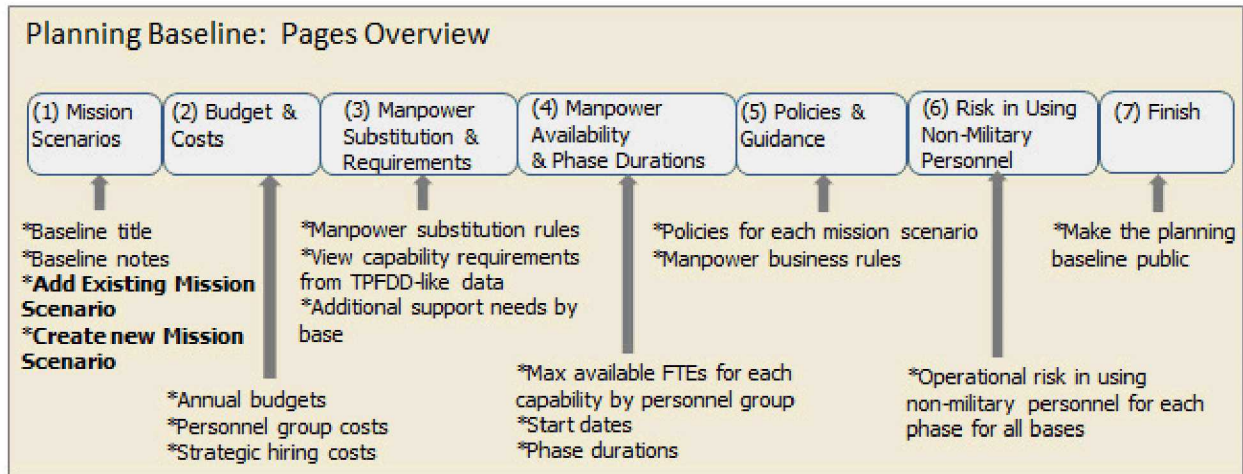 Planning Baseline: Pages Overview
(1) Mission
Scenarios
(2) Budget &
Costs
(3) Manpower
Substitution &
Requirements
(4) Manpower
Availability
& Phase Durations
(5) Policies &
Guidance
(6) Risk in Using
Non-Military
Personnel
(7) Finish
*Baseline title
*Baseline notes
*Add Existing Mission
Scenario
*Create new Mission
Scenario
*Annual budgets
*Personnel group costs
*Strategic hiring costs
*Manpower substitution rules
*View capability requirements
from TPFDD-like data
*Additional support needs by
base
*Max available FTEs for each
capability by personnel group
*Start dates
*Phase durations
*Policies for each mission scenario
*Manpower business rules
*Operational risk in using
non-military personnel for each
phase for all bases
*Make the planning
baseline public